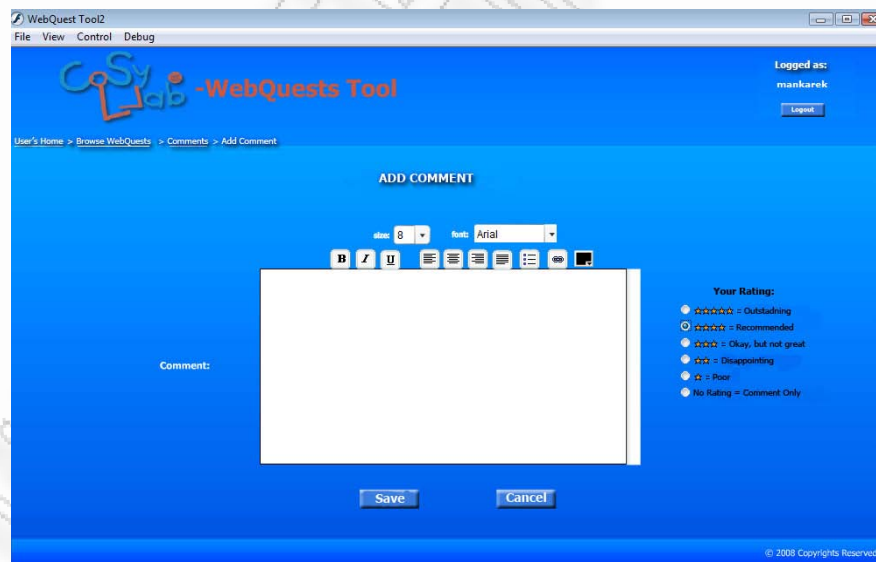 WebQuest Tool2
File View Control Debug
CoSy Lab -WebQuests Tool
Logged as:
mankarek
Logout
User's Home > Browse WebQuests > Comments > Add Comment
ADD COMMENT
size: 8 font: Arial
B I U
Your Rating:
= Outstadning
= Recommended
= Okay, but not great
= Disappointing
= Poor
No Rating = Comment Only
Comment:
Save Cancel
© 2008 Copyrights Reserved